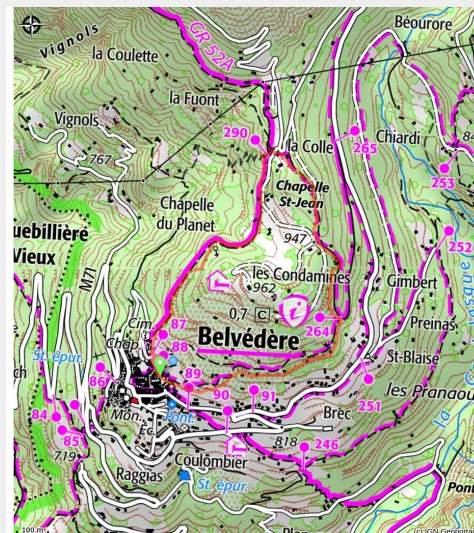 Vignols
GR 52A
Béourore
la Coulette
la Fuont
Vignols
290
la Colle
265
Chiardi
253
767
Chapelle
St-Jean
Chapelle
du Planet
252
Vieux
947
M71
les Condamines
962
Gimbert
0,7
C
264
Preinas
Cim.
87
Belvédère
Chap.
88
St-Blaise
St. épur.
86
89
90
91
251
Mon.
Font.
Ec.
Brec
84
85
818
246
719
Coulombier
Raggias
St. épur.
100 m